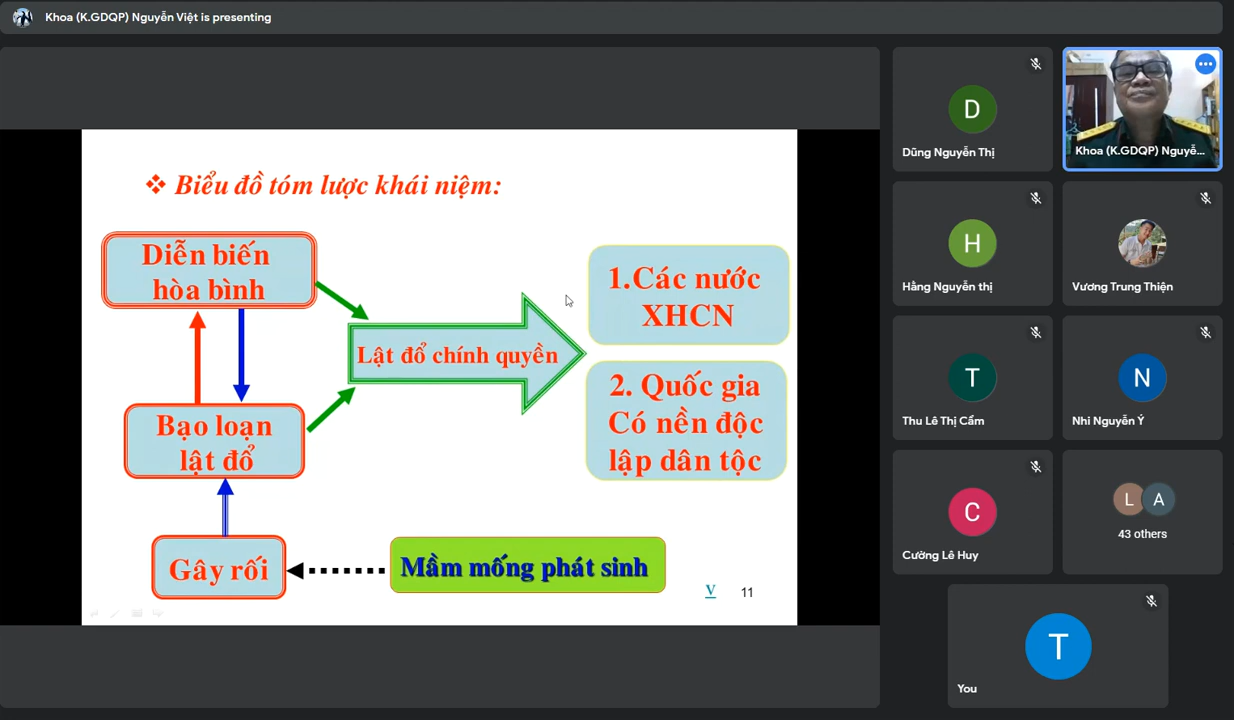 Khoa (K.GDQP) Nguyễn Việt is presenting
❖ Biểu đồ tóm lược khái niệm:
Diễn biến
hòa bình
Bạo loạn
lật đổ
Gây rối
Lật đổ chính quyền
Mầm mống phát sinh
1.Các nước
XHCN
2. Quốc gia
Có nền độc
lập dân tộc
V
11
D
Dũng Nguyễn Thị
Khoa (K.GDQP) Nguyễ...
H
Hằng Nguyễn thị
Vương Trung Thiện
T
Thu Lê Thị Cẩm
N
Nhi Nguyễn Ý
C
Cường Lê Huy
L
A
43 others
T
You